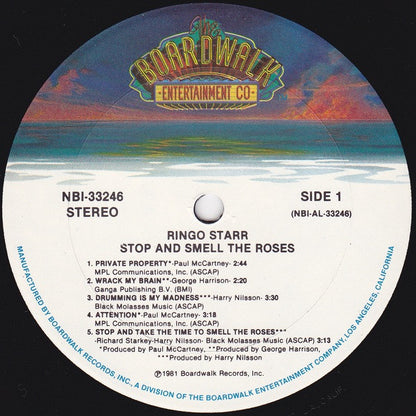 The
BOARDWALK
·ENTERTAINMENT CO·
NBI-33246
STEREO
SIDE 1
(NBI-AL-33246)
RINGO STARR
STOP AND SMELL THE ROSES
1. PRIVATE PROPERTY*-Paul McCartney- 2:44
MPL Communications, Inc. (ASCAP)
2. WRACK MY BRAIN**-George Harrison- 2:20
Ganga Publishing B.V. (BMI)
3. DRUMMING IS MY MADNESS***-Harry Nilsson- 3:30
Black Molasses Music (ASCAP)
4. ATTENTION*-Paul McCartney- 3:18
MPL Communications, Inc. (ASCAP)
5. STOP AND TAKE THE TIME TO SMELL THE ROSES***
-Richard Starkey-Harry Nilsson- Black Molasses Music (ASCAP) 3:13
*Produced by Paul McCartney, **Produced by George Harrison,
***Produced by Harry Nilsson
Ⓟ1981 Boardwalk Records, Inc.
MANUFACTURED BY BOARDWALK RECORDS, INC., A DIVISION OF THE BOARDWALK ENTERTAINMENT COMPANY, LOS ANGELES, CALIFORNIA